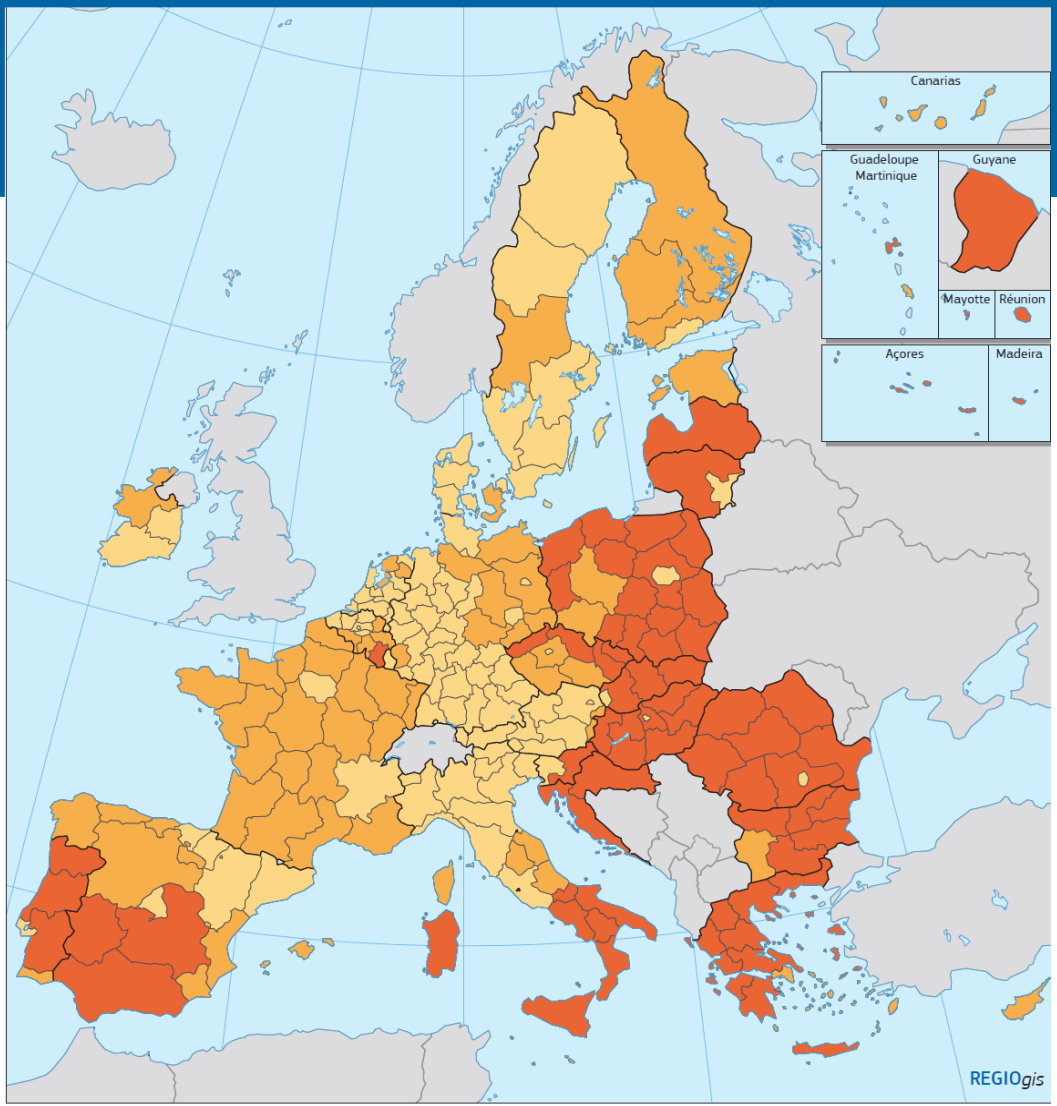 Canarias
Guadeloupe
Martinique
Guyane
Mayotte
Réunion
Açores
Madeira
REGIOgis